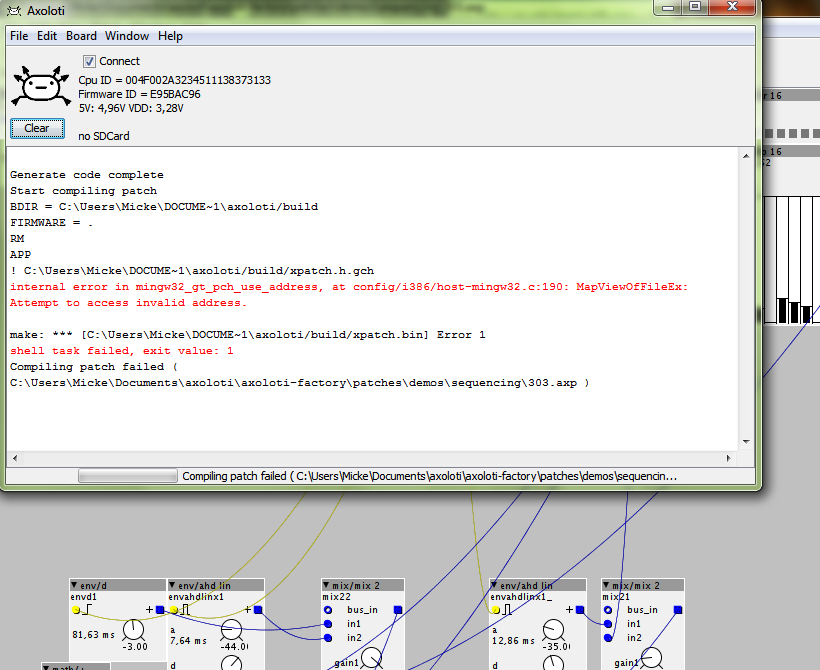 Axoloti
File Edit Board Window Help
Connect
Cpu ID = 004F002A3234511138373133
Firmware ID = E95BAC96
5V: 4,96V VDD: 3,28V
Clear
no SDCard
Generate code complete
Start compiling patch
BDIR = C:\Users\Micke\DOCUME~1\axoloti/build
FIRMWARE = .
RM
APP
! C:\Users\Micke\DOCUME~1\axoloti/build/xpatch.h.gch
internal error in mingw32_gt_pch_use_address, at config/i386/host-mingw32.c:190: MapViewOfFileEx:
Attempt to access invalid address.
make: *** [C:\Users\Micke\DOCUME~1\axoloti/build/xpatch.bin] Error 1
shell task failed, exit value: 1
Compiling patch failed (
C:\Users\Micke\Documents\axoloti\axoloti-factory\patches\demos\sequencing\303.axp )
Compiling patch failed ( C:\Users\Micke\Documents\axoloti\axoloti-factory\patches\demos\sequencin...
16
16
env/d env/ahd lin mix/mix 2 env/ahd lin mix/mix 2
envd1 envahdlinx1 mix22 envahdlinx1_ mix21
+ + bus_in + bus_in
in1 in1
81,63 ms a 7,64 ms in2 a 12,86 ms in2
-3.00 -44.00 -35.00
d gain1 d gain1
math/+